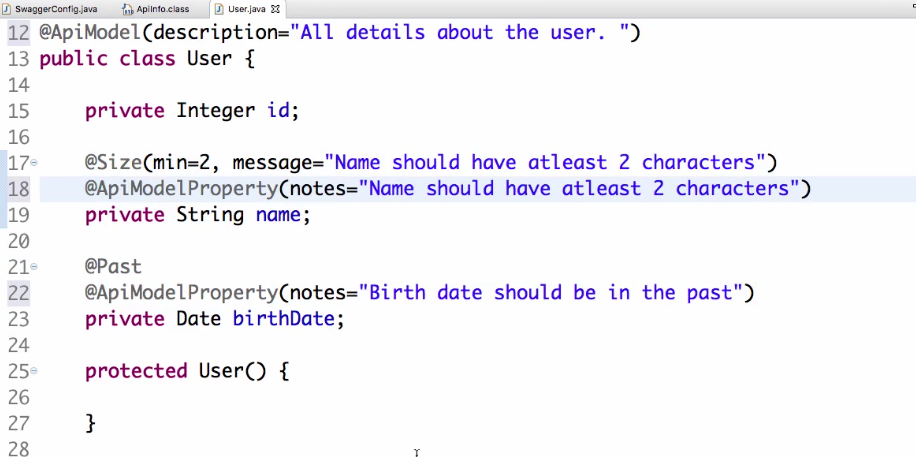 SwaggerConfig.java ApiInfo.class User.java
12 @ApiModel(description="All details about the user. ")
13 public class User {
14
15 private Integer id;
16
17 @Size(min=2, message="Name should have atleast 2 characters")
18 @ApiModelProperty(notes="Name should have atleast 2 characters")
19 private String name;
20
21 @Past
22 @ApiModelProperty(notes="Birth date should be in the past")
23 private Date birthDate;
24
25 protected User() {
26
27 }
28